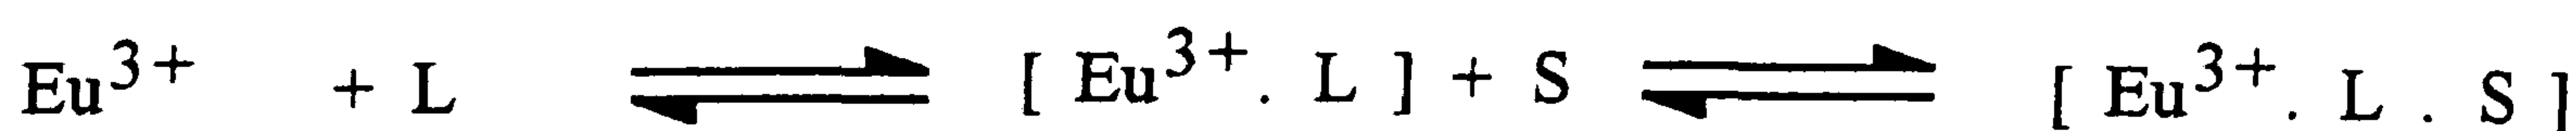 Eu³⁺ + L ⇌ [ Eu³⁺ . L ] + S ⇌ [ Eu³⁺ . L . S ]